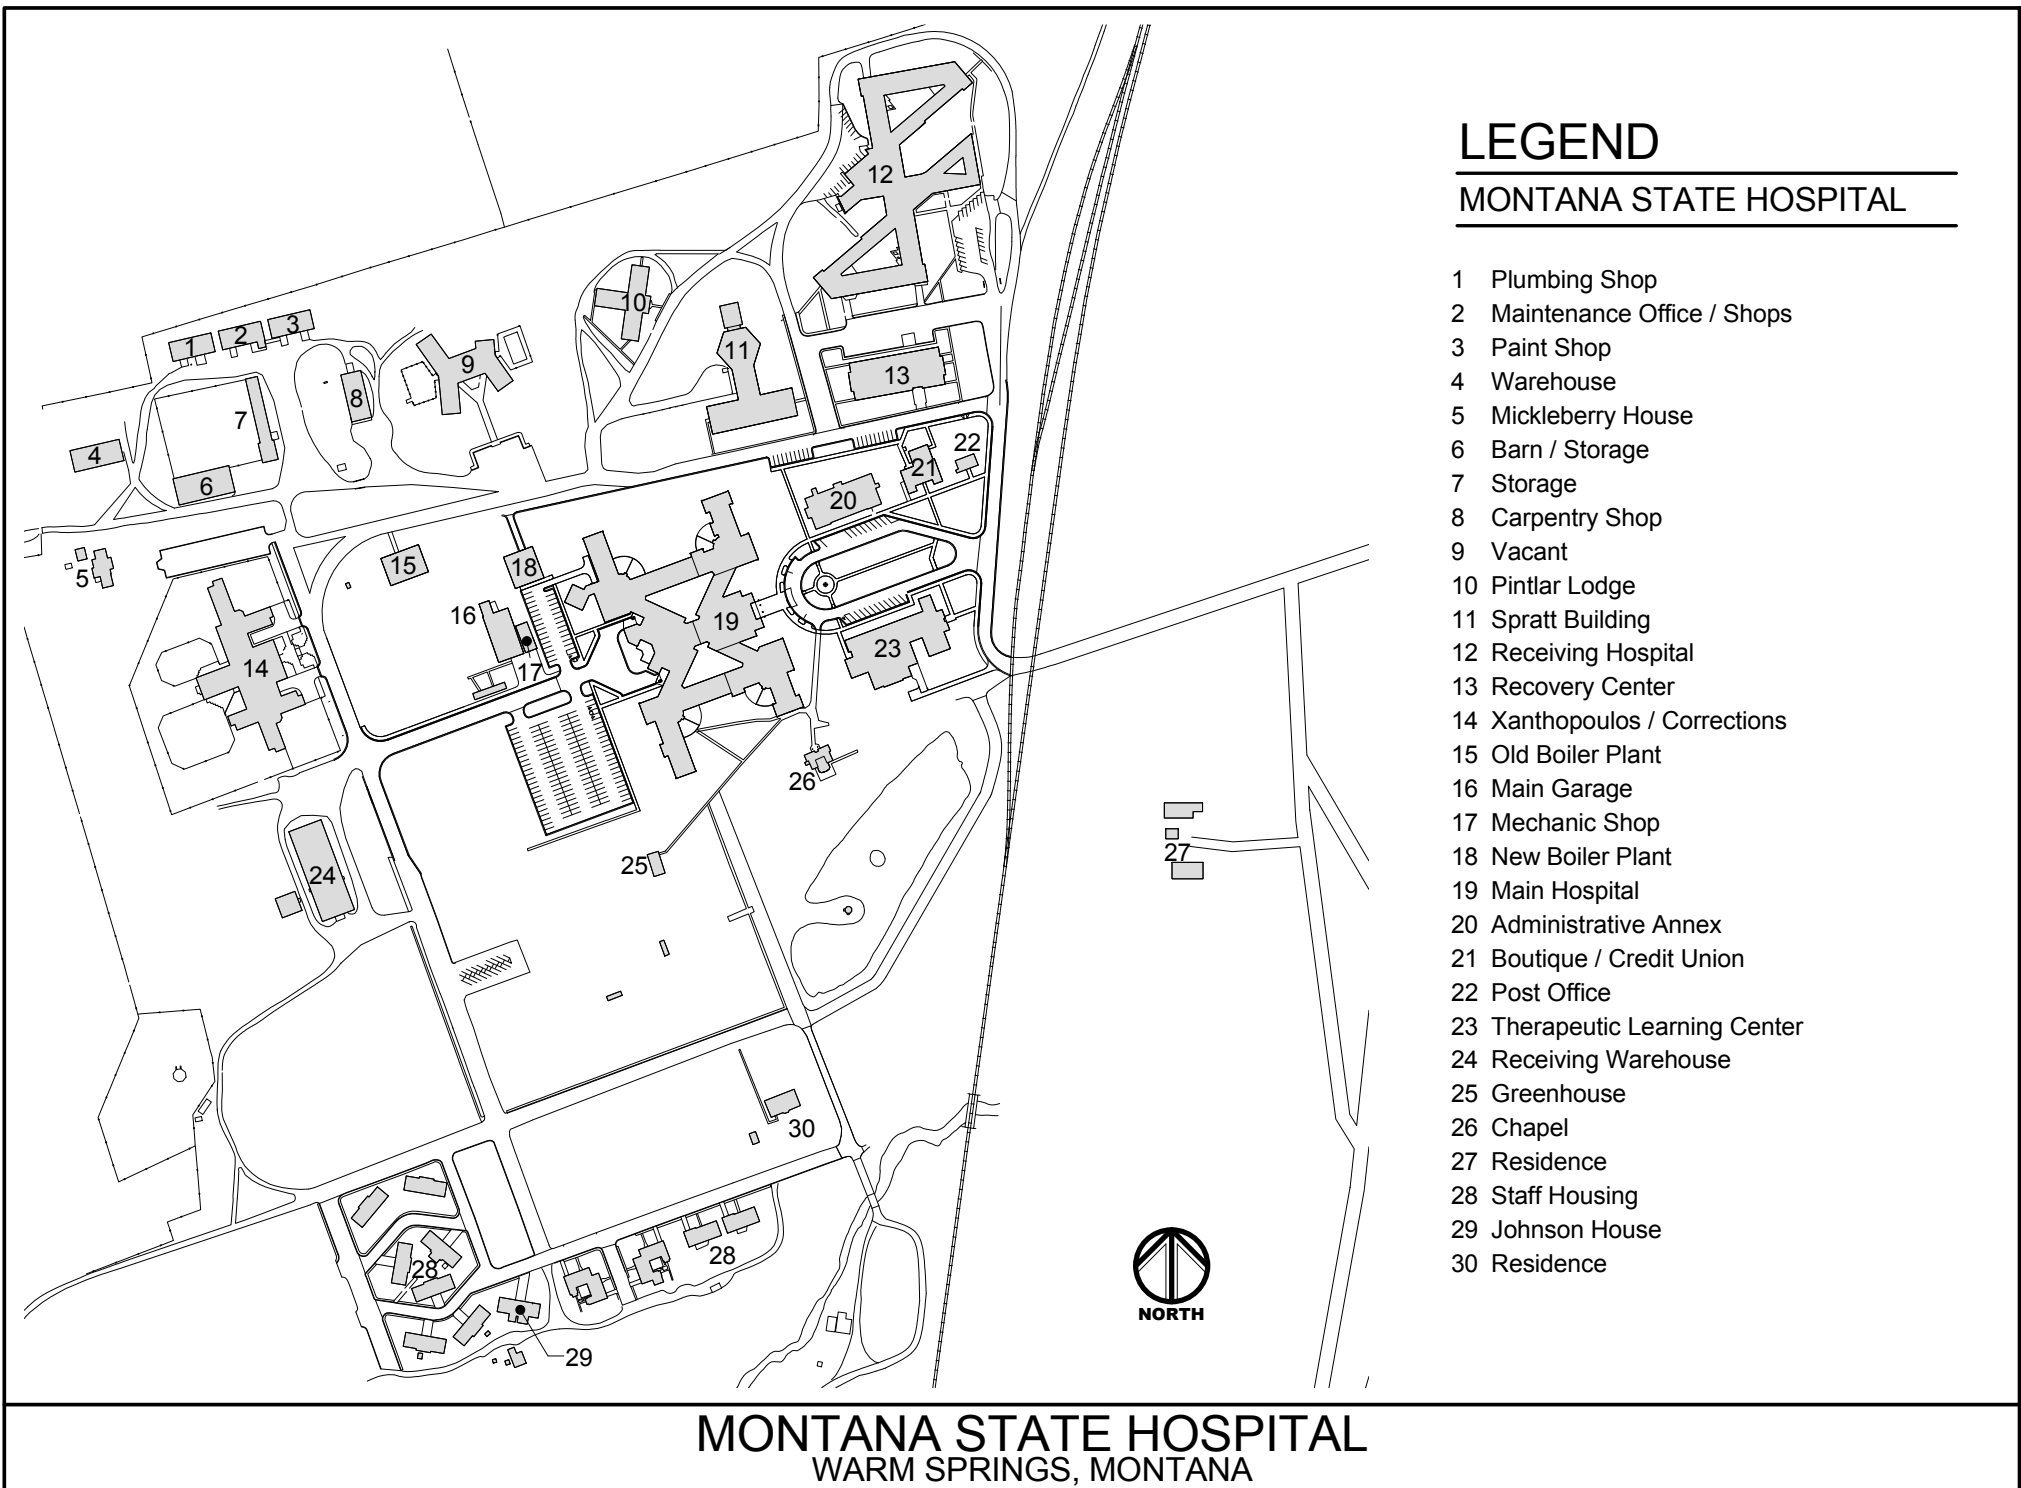 LEGEND
MONTANA STATE HOSPITAL
1 Plumbing Shop
2 Maintenance Office / Shops
3 Paint Shop
4 Warehouse
5 Mickleberry House
6 Barn / Storage
7 Storage
8 Carpentry Shop
9 Vacant
10 Pintlar Lodge
11 Spratt Building
12 Receiving Hospital
13 Recovery Center
14 Xanthopoulos / Corrections
15 Old Boiler Plant
16 Main Garage
17 Mechanic Shop
18 New Boiler Plant
19 Main Hospital
20 Administrative Annex
21 Boutique / Credit Union
22 Post Office
23 Therapeutic Learning Center
24 Receiving Warehouse
25 Greenhouse
26 Chapel
27 Residence
28 Staff Housing
29 Johnson House
30 Residence
12
10
3
2
1
11
9
13
8
7
22
4
21
6
20
18
15
5
16
19
23
14
17
26
27
25
24
30
28
28
29
NORTH
MONTANA STATE HOSPITAL
WARM SPRINGS, MONTANA